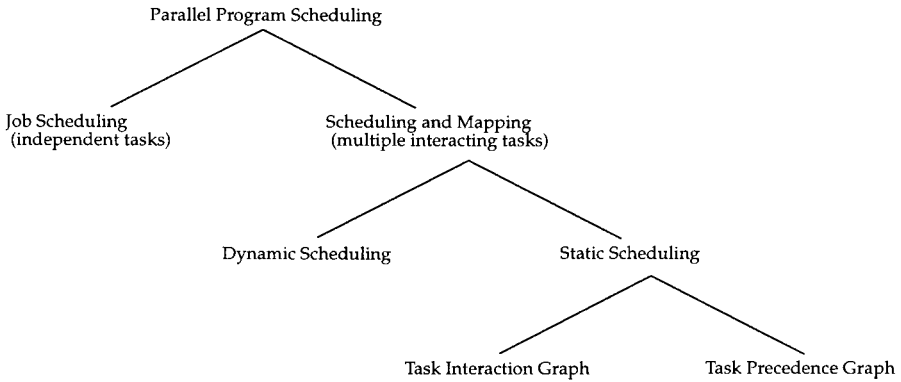 Parallel Program Scheduling
Job Scheduling
(independent tasks)
Scheduling and Mapping
(multiple interacting tasks)
Dynamic Scheduling
Static Scheduling
Task Interaction Graph
Task Precedence Graph